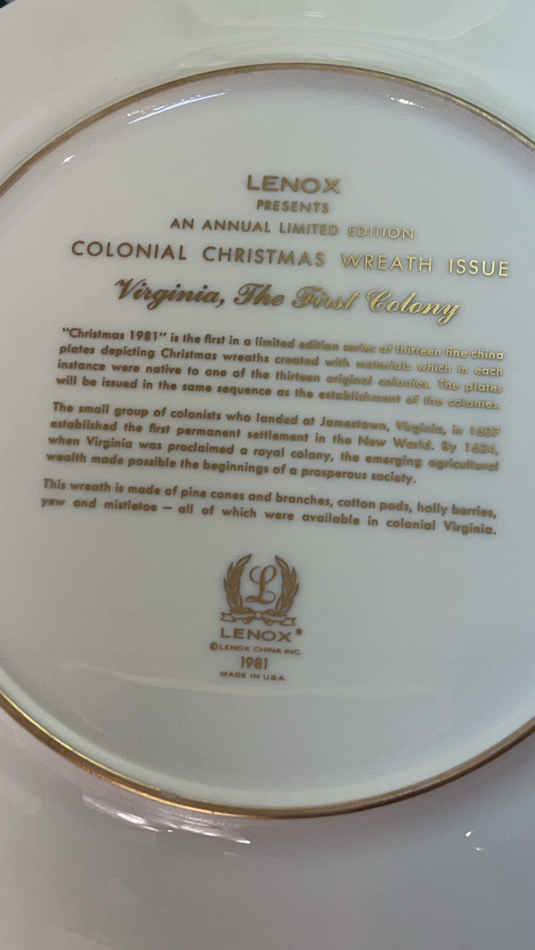 LENOX
PRESENTS
AN ANNUAL LIMITED EDITION
COLONIAL CHRISTMAS WREATH ISSUE
Virginia, The First Colony
"Christmas 1981" is the first in a limited edition series of thirteen fine china
plates depicting Christmas wreaths created with materials which in each
instance were native to one of the thirteen original colonies. The plates
will be issued in the same sequence as the establishment of the colonies.
The small group of colonists who landed at Jamestown, Virginia, in 1607
established the first permanent settlement in the New World. By 1624,
when Virginia was proclaimed a royal colony, the emerging agricultural
wealth made possible the beginnings of a prosperous society.
This wreath is made of pine cones and branches, cotton pods, holly berries,
yew and mistletoe — all of which were available in colonial Virginia.
L
LENOX®
©LENOX CHINA INC.
1981
MADE IN U.S.A.